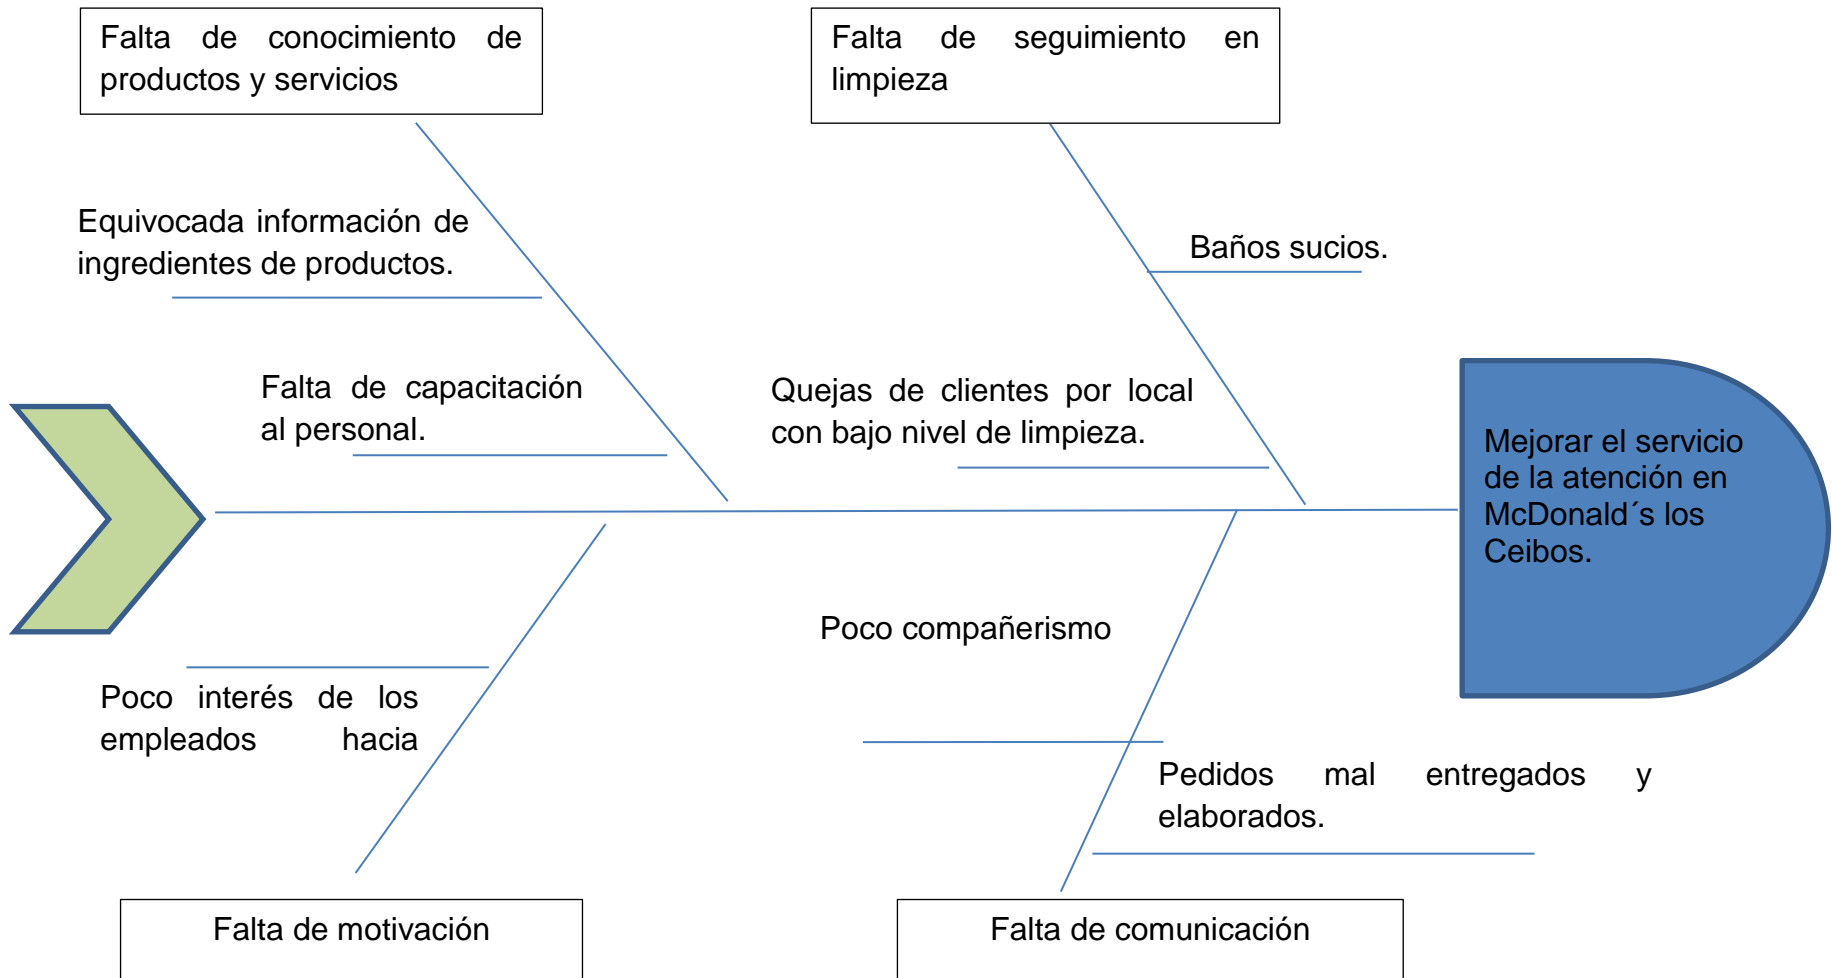 Falta de conocimiento de
productos y servicios
Falta de seguimiento en
limpieza
Equivocada información de
ingredientes de productos.
Baños sucios.
Falta de capacitación
al personal.
Quejas de clientes por local
con bajo nivel de limpieza.
Mejorar el servicio
de la atención en
McDonald´s los
Ceibos.
Poco compañerismo
Poco interés de los
empleados hacia
Pedidos mal entregados y
elaborados.
Falta de motivación
Falta de comunicación